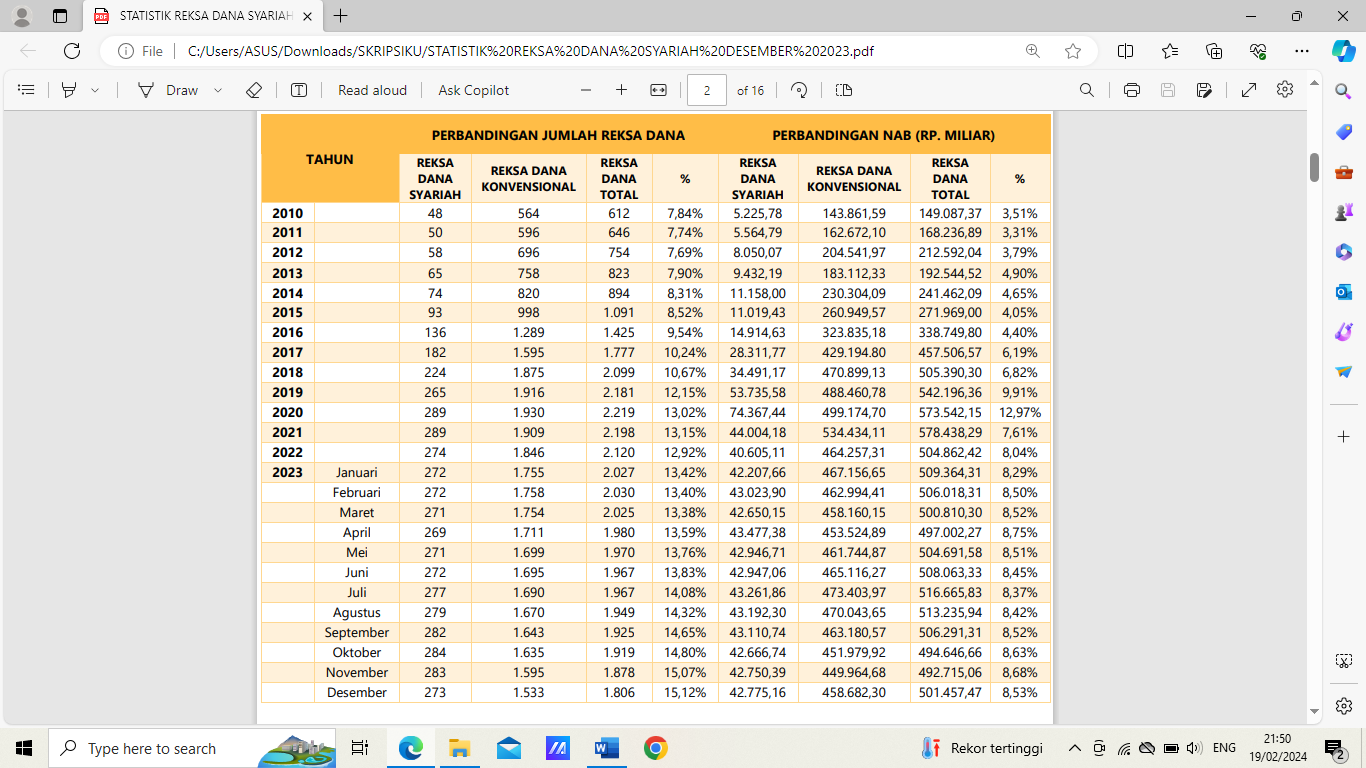 STATISTIK REKSA DANA SYARIAH
File
C:/Users/ASUS/Downloads/SKRIPSIKU/STATISTIK%20REKSA%20DANA%20SYARIAH%20DESEMBER%202023.pdf
Draw
Read aloud
Ask Copilot
2
of 16
TAHUN PERBANDINGAN JUMLAH REKSA DANA PERBANDINGAN NAB (RP. MILIAR)
REKSA DANA SYARIAH REKSA DANA KONVENSIONAL REKSA DANA TOTAL % REKSA DANA SYARIAH REKSA DANA KONVENSIONAL REKSA DANA TOTAL %
2010 48 564 612 7,84% 5.225,78 143.861,59 149.087,37 3,51%
2011 50 596 646 7,74% 5.564,79 162.672,10 168.236,89 3,31%
2012 58 696 754 7,69% 8.050,07 204.541,97 212.592,04 3,79%
2013 65 758 823 7,90% 9.432,19 183.112,33 192.544,52 4,90%
2014 74 820 894 8,31% 11.158,00 230.304,09 241.462,09 4,65%
2015 93 998 1.091 8,52% 11.019,43 260.949,57 271.969,00 4,05%
2016 136 1.289 1.425 9,54% 14.914,63 323.835,18 338.749,80 4,40%
2017 182 1.595 1.777 10,24% 28.311,77 429.194.80 457.506,57 6,19%
2018 224 1.875 2.099 10,67% 34.491,17 470.899,13 505.390,30 6,82%
2019 265 1.916 2.181 12,15% 53.735,58 488.460,78 542.196,36 9,91%
2020 289 1.930 2.219 13,02% 74.367,44 499.174,70 573.542,15 12,97%
2021 289 1.909 2.198 13,15% 44.004,18 534.434,11 578.438,29 7,61%
2022 274 1.846 2.120 12,92% 40.605,11 464.257,31 504.862,42 8,04%
2023 Januari 272 1.755 2.027 13,42% 42.207,66 467.156,65 509.364,31 8,29%
Februari 272 1.758 2.030 13,40% 43.023,90 462.994,41 506.018,31 8,50%
Maret 271 1.754 2.025 13,38% 42.650,15 458.160,15 500.810,30 8,52%
April 269 1.711 1.980 13,59% 43.477,38 453.524,89 497.002,27 8,75%
Mei 271 1.699 1.970 13,76% 42.946,71 461.744,87 504.691,58 8,51%
Juni 272 1.695 1.967 13,83% 42.947,06 465.116,27 508.063,33 8,45%
Juli 277 1.690 1.967 14,08% 43.261,86 473.403,97 516.665,83 8,37%
Agustus 279 1.670 1.949 14,32% 43.192,30 470.043,65 513.235,94 8,42%
September 282 1.643 1.925 14,65% 43.110,74 463.180,57 506.291,31 8,52%
Oktober 284 1.635 1.919 14,80% 42.666,74 451.979,92 494.646,66 8,63%
November 283 1.595 1.878 15,07% 42.750,39 449.964,68 492.715,06 8,68%
Desember 273 1.533 1.806 15,12% 42.775,16 458.682,30 501.457,47 8,53%
Type here to search
Rekor tertinggi
ENG
21:50
19/02/2024
2